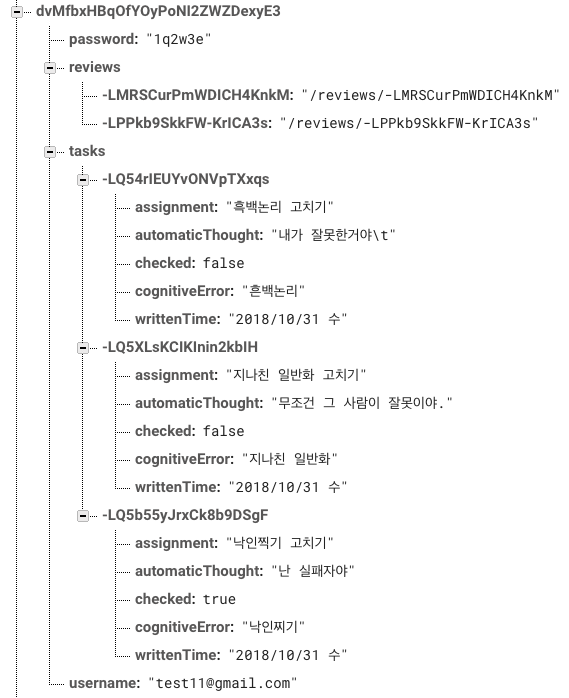 dvMfbxHBqOfYOyPoNI2ZWZDexyE3
password: "1q2w3e"
reviews
-LMRSCurPmWDICH4KnkM: "/reviews/-LMRSCurPmWDICH4KnkM"
-LPPkb9SkkFW-KrICA3s: "/reviews/-LPPkb9SkkFW-KrICA3s"
tasks
-LQ54rIEUYvONVpTXxqs
assignment: "흑백논리 고치기"
automaticThought: "내가 잘못한거야\t"
checked: false
cognitiveError: "흔백논리"
writtenTime: "2018/10/31 수"
-LQ5XLsKCIKInin2kbIH
assignment: "지나친 일반화 고치기"
automaticThought: "무조건 그 사람이 잘못이야."
checked: false
cognitiveError: "지나친 일반화"
writtenTime: "2018/10/31 수"
-LQ5b55yJrxCk8b9DSgF
assignment: "낙인찍기 고치기"
automaticThought: "난 실패자야"
checked: true
cognitiveError: "낙인찌기"
writtenTime: "2018/10/31 수"
username: "test11@gmail.com"